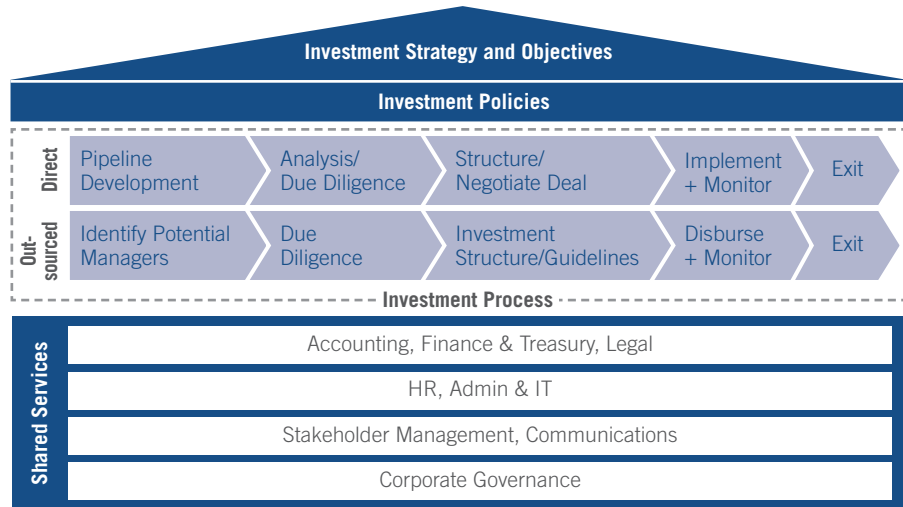 Investment Strategy and Objectives
Investment Policies
Direct
Pipeline
Development
Analysis/
Due Diligence
Structure/
Negotiate Deal
Implement
+ Monitor
Exit
Out-
sourced
Identify Potential
Managers
Due
Diligence
Investment
Structure/Guidelines
Disburse
+ Monitor
Exit
Investment Process
Shared Services
Accounting, Finance & Treasury, Legal
HR, Admin & IT
Stakeholder Management, Communications
Corporate Governance